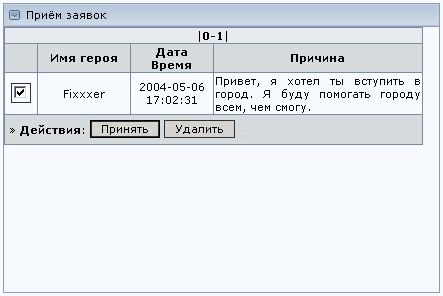 Приём заявок
|0-1|
Имя героя
Дата
Время
Причина
Fixxxer
2004-05-06
17:02:31
Привет, я хотел ты вступить в
город. Я буду помогать городу
всем, чем смогу.
» Действия: Принять Удалить